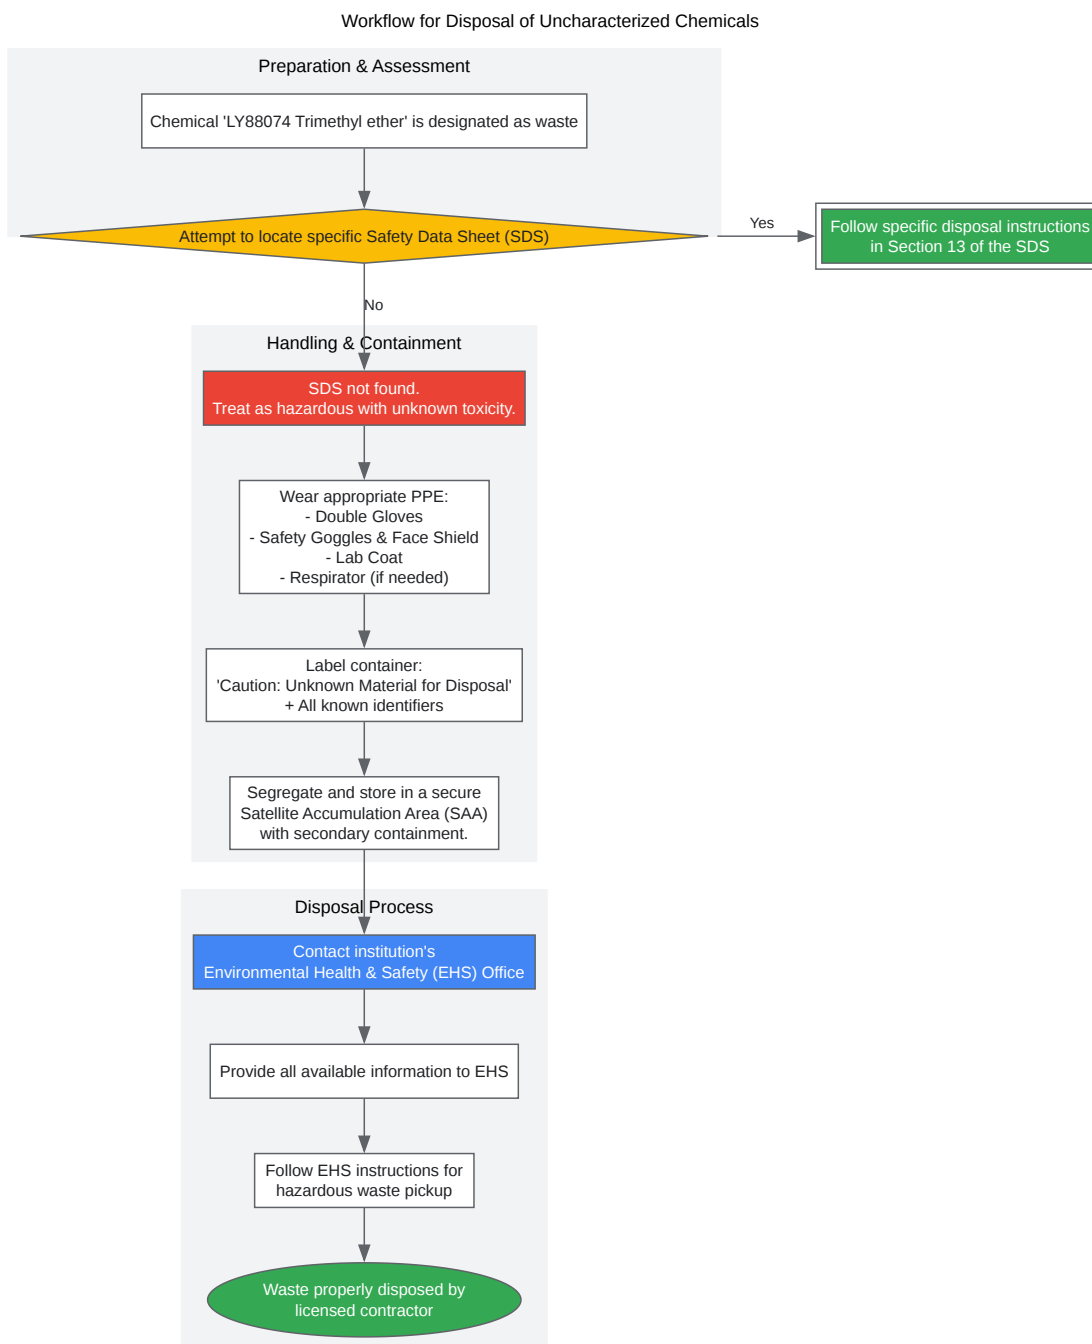 Workflow for Disposal of Uncharacterized Chemicals
Preparation & Assessment
Chemical 'LY88074 Trimethyl ether' is designated as waste
Attempt to locate specific Safety Data Sheet (SDS)
Yes
Follow specific disposal instructions
in Section 13 of the SDS
No
Handling & Containment
SDS not found.
Treat as hazardous with unknown toxicity.
Wear appropriate PPE:
- Double Gloves
- Safety Goggles & Face Shield
- Lab Coat
- Respirator (if needed)
Label container:
'Caution: Unknown Material for Disposal'
+ All known identifiers
Segregate and store in a secure
Satellite Accumulation Area (SAA)
with secondary containment.
Disposal Process
Contact institution's
Environmental Health & Safety (EHS) Office
Provide all available information to EHS
Follow EHS instructions for
hazardous waste pickup
Waste properly disposed by
licensed contractor